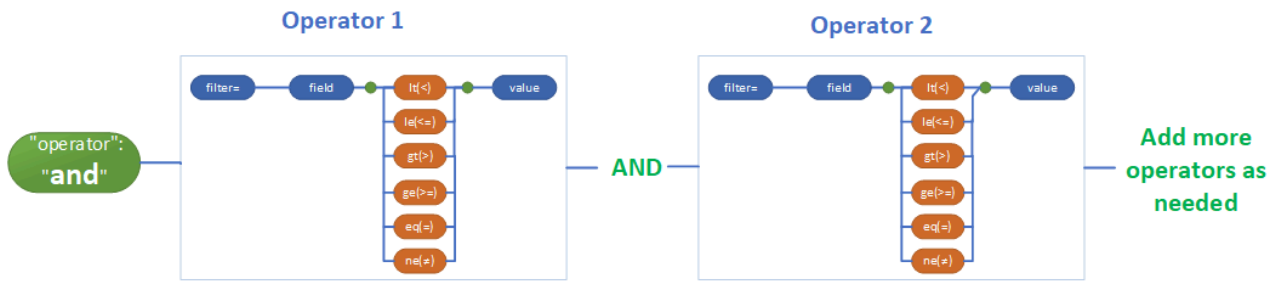 Operator 1
Operator 2
filter=
field
lt(<)
value
le(<=)
gt(>)
ge(>=)
eq(=)
ne(≠)
filter=
field
lt(<)
value
le(<=)
gt(>)
ge(>=)
eq(=)
ne(≠)
"operator":
"and"
AND
Add more
operators as
needed